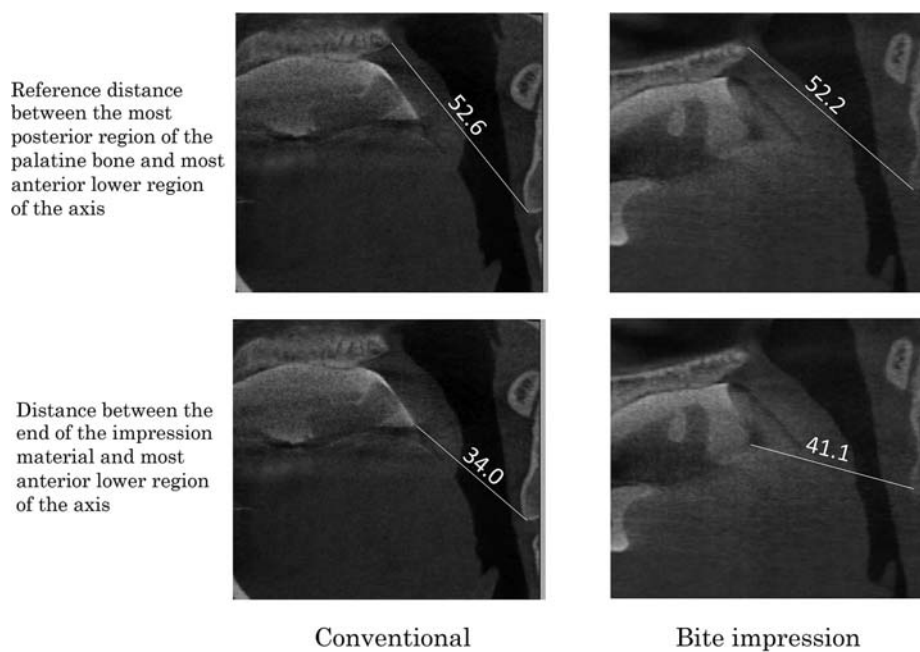 Reference distance
between the most
posterior region of the
palatine bone and most
anterior lower region
of the axis
52.6
52.2
Distance between the
end of the impression
material and most
anterior lower region
of the axis
34.0
41.1
Conventional
Bite impression